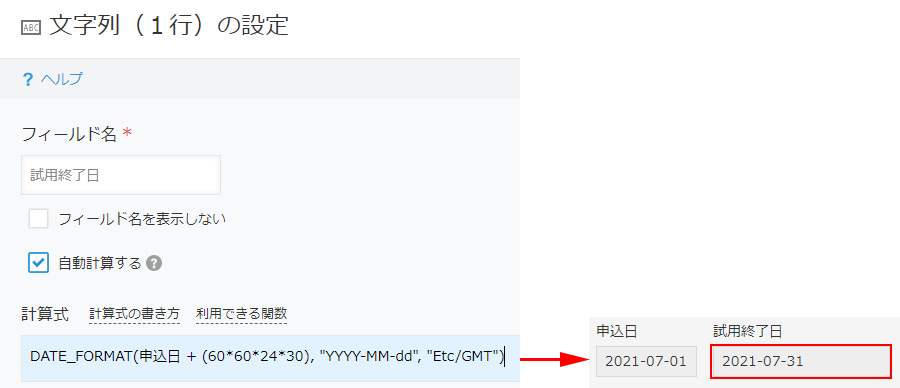 ABC 文字列（１行）の設定
? ヘルプ
フィールド名 *
試用終了日
フィールド名を表示しない
自動計算する ?
計算式 計算式の書き方 利用できる関数
DATE_FORMAT(申込日 + (60*60*24*30), "YYYY-MM-dd", "Etc/GMT")
申込日 試用終了日
2021-07-01 2021-07-31